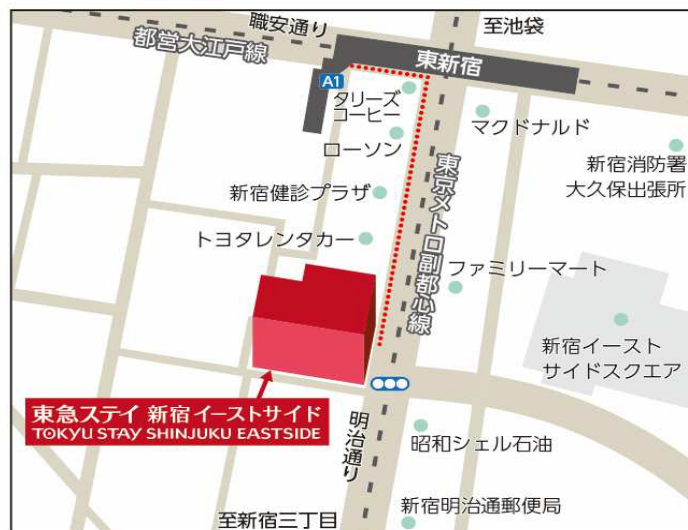 職安通り
至池袋
都営大江戸線
東新宿
A1
タリーズ
コーヒー
マクドナルド
ローソン
東京メトロ副都心線
新宿消防署
大久保出張所
新宿健診プラザ
トヨタレンタカー
ファミリーマート
新宿イースト
サイドスクエア
東急ステイ 新宿イーストサイド
TOKYU STAY SHINJUKU EASTSIDE
明治通り
昭和シェル石油
新宿明治通郵便局
至新宿三丁目